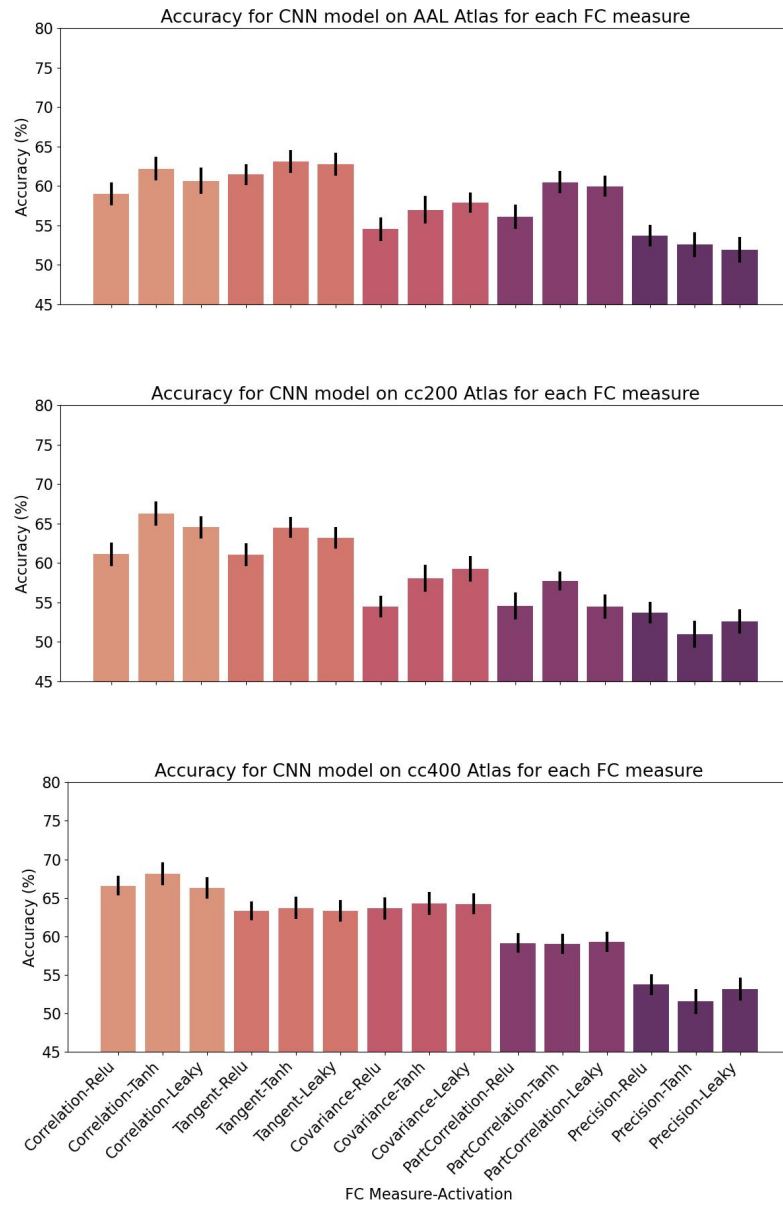 Accuracy for CNN model on AAL Atlas for each FC measure
80
75
70
65
60
55
50
45
Accuracy (%)
Accuracy for CNN model on cc200 Atlas for each FC measure
80
75
70
65
60
55
50
45
Accuracy (%)
Accuracy for CNN model on cc400 Atlas for each FC measure
80
75
70
65
60
55
50
45
Accuracy (%)
Correlation-Relu
Correlation-Tanh
Correlation-Leaky
Tangent-Relu
Tangent-Tanh
Tangent-Leaky
Covariance-Relu
Covariance-Tanh
Covariance-Leaky
PartCorrelation-Relu
PartCorrelation-Tanh
PartCorrelation-Leaky
Precision-Relu
Precision-Tanh
Precision-Leaky
FC Measure-Activation